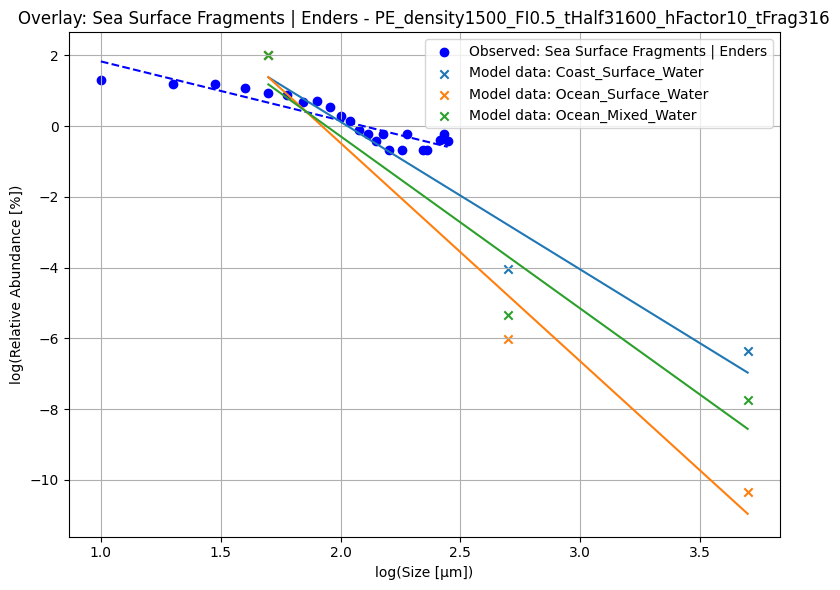 Overlay: Sea Surface Fragments | Enders - PE_density1500_FI0.5_tHalf31600_hFactor10_tFrag316
Observed: Sea Surface Fragments | Enders
Model data: Coast_Surface_Water
Model data: Ocean_Surface_Water
Model data: Ocean_Mixed_Water
log(Relative Abundance [%])
2
0
−2
−4
−6
−8
−10
1.0 1.5 2.0 2.5 3.0 3.5
log(Size [μm])